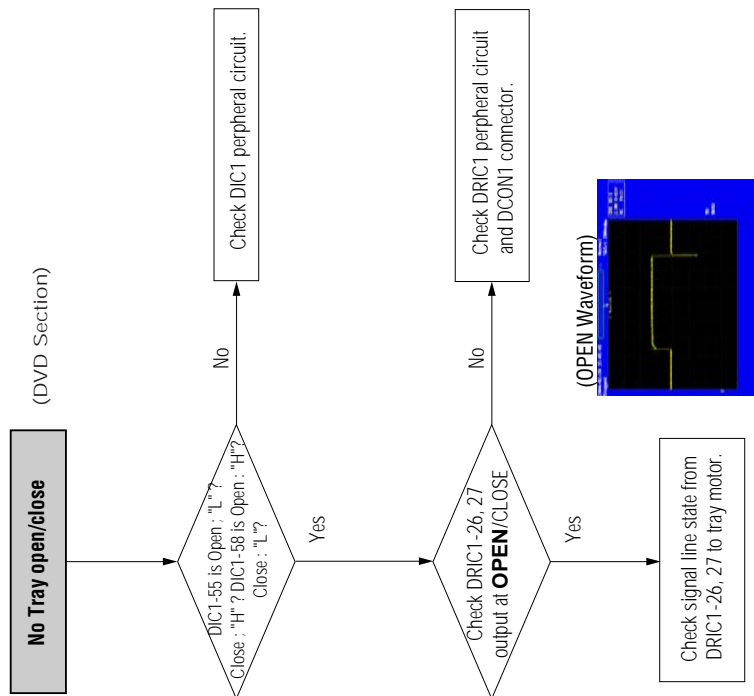 No Tray open/close
(DVD Section)
DIC1-55 is Open ; "L" ?
Close ; "H" ? DIC1-58 is Open : "H"?
Close : "L"?
No
Check DIC1 perpheral circuit.
Yes
Check DRIC1-26, 27
output at OPEN/CLOSE
No
Check DRIC1 peripheral circuit
and DCON1 connector.
Yes
(OPEN Waveform)
Check signal line state from
DRIC1-26, 27 to tray motor.